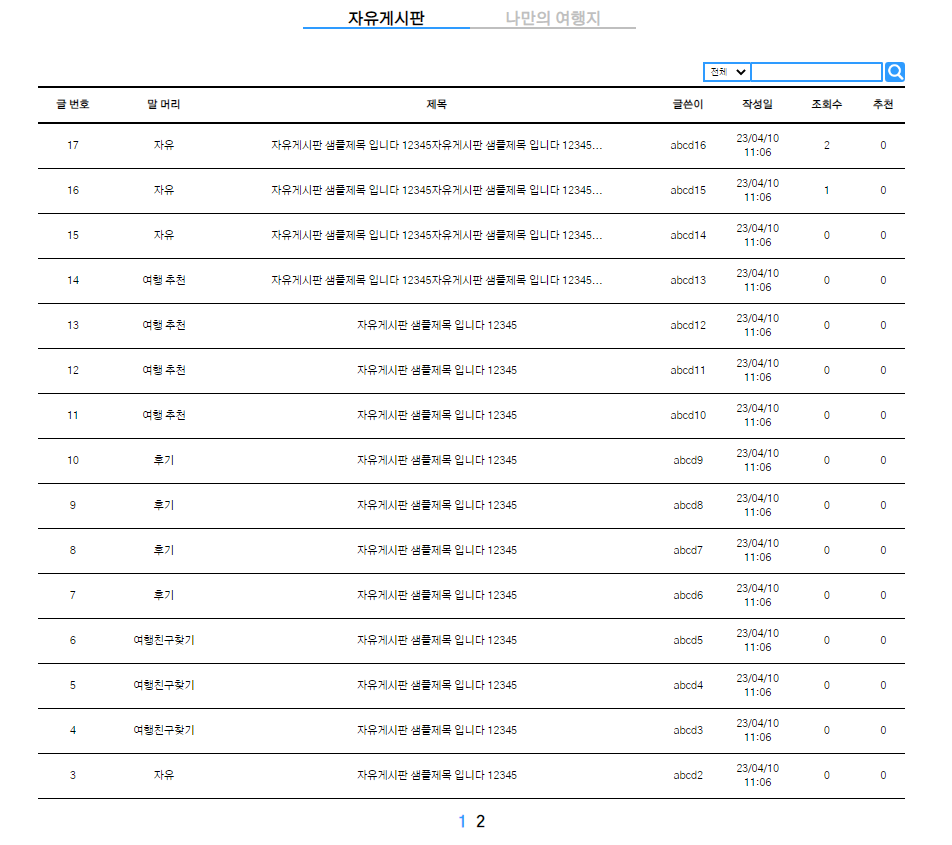 자유게시판 나만의 여행지
전체
글 번호 말 머리 제목 글쓴이 작성일 조회수 추천
17 자유 자유게시판 샘플제목 입니다 12345자유게시판 샘플제목 입니다 12345... abcd16 23/04/10 11:06 2 0
16 자유 자유게시판 샘플제목 입니다 12345자유게시판 샘플제목 입니다 12345... abcd15 23/04/10 11:06 1 0
15 자유 자유게시판 샘플제목 입니다 12345자유게시판 샘플제목 입니다 12345... abcd14 23/04/10 11:06 0 0
14 여행 추천 자유게시판 샘플제목 입니다 12345자유게시판 샘플제목 입니다 12345... abcd13 23/04/10 11:06 0 0
13 여행 추천 자유게시판 샘플제목 입니다 12345 abcd12 23/04/10 11:06 0 0
12 여행 추천 자유게시판 샘플제목 입니다 12345 abcd11 23/04/10 11:06 0 0
11 여행 추천 자유게시판 샘플제목 입니다 12345 abcd10 23/04/10 11:06 0 0
10 후기 자유게시판 샘플제목 입니다 12345 abcd9 23/04/10 11:06 0 0
9 후기 자유게시판 샘플제목 입니다 12345 abcd8 23/04/10 11:06 0 0
8 후기 자유게시판 샘플제목 입니다 12345 abcd7 23/04/10 11:06 0 0
7 후기 자유게시판 샘플제목 입니다 12345 abcd6 23/04/10 11:06 0 0
6 여행친구찾기 자유게시판 샘플제목 입니다 12345 abcd5 23/04/10 11:06 0 0
5 여행친구찾기 자유게시판 샘플제목 입니다 12345 abcd4 23/04/10 11:06 0 0
4 여행친구찾기 자유게시판 샘플제목 입니다 12345 abcd3 23/04/10 11:06 0 0
3 자유 자유게시판 샘플제목 입니다 12345 abcd2 23/04/10 11:06 0 0
1 2